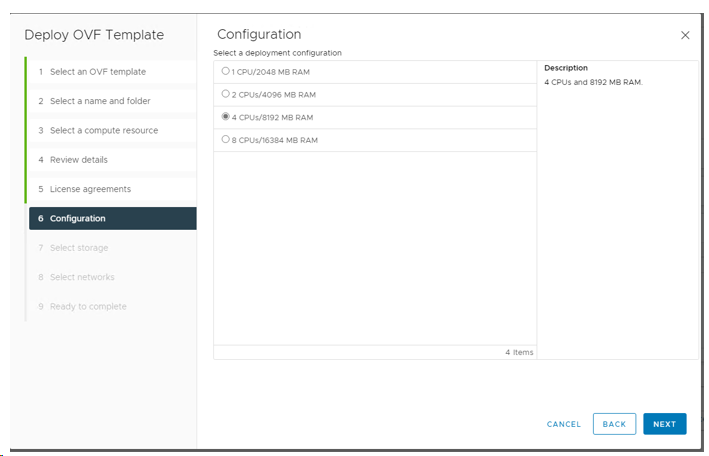 Deploy OVF Template
1 Select an OVF template
2 Select a name and folder
3 Select a compute resource
4 Review details
5 License agreements
6 Configuration
7 Select storage
8 Select networks
9 Ready to complete
Configuration
Select a deployment configuration
1 CPU/2048 MB RAM
2 CPUs/4096 MB RAM
4 CPUs/8192 MB RAM
8 CPUs/16384 MB RAM
4 Items
Description
4 CPUs and 8192 MB RAM.
CANCEL
BACK
NEXT